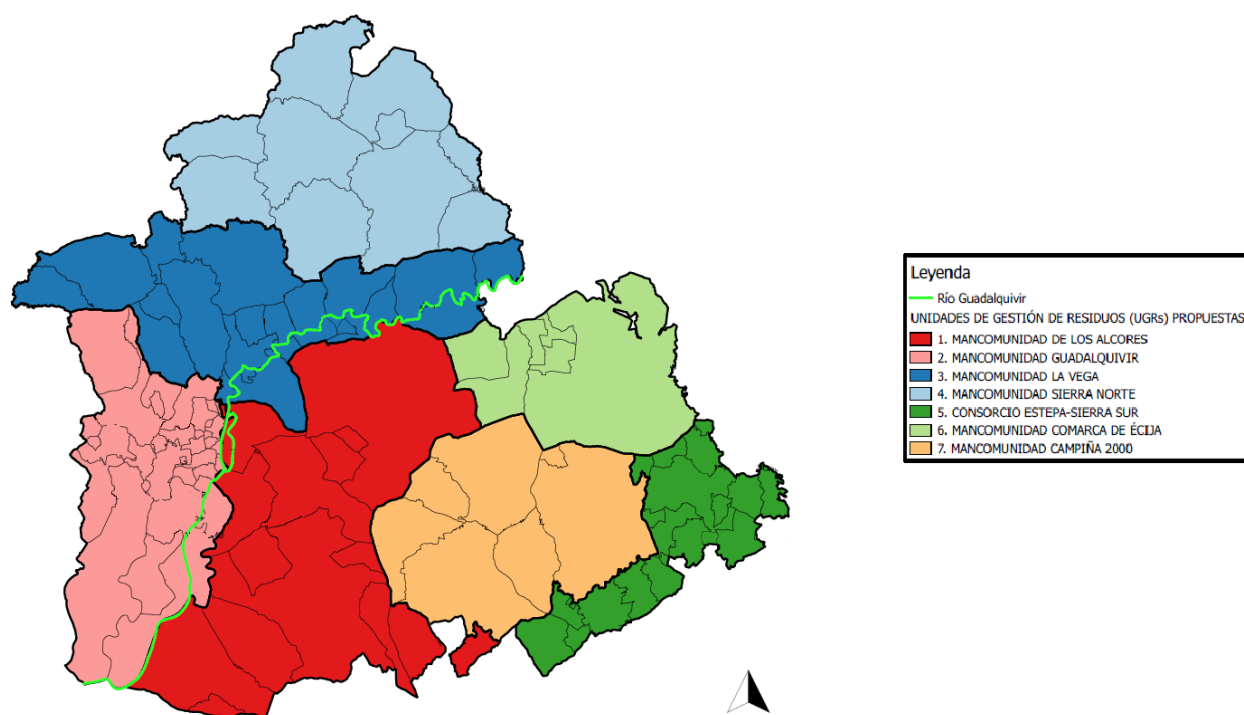 Leyenda
Río Guadalquivir
UNIDADES DE GESTIÓN DE RESIDUOS (UGRs) PROPUESTAS
1. MANCOMUNIDAD DE LOS ALCORES
2. MANCOMUNIDAD GUADALQUIVIR
3. MANCOMUNIDAD LA VEGA
4. MANCOMUNIDAD SIERRA NORTE
5. CONSORCIO ESTEPA-SIERRA SUR
6. MANCOMUNIDAD COMARCA DE ÉCIJA
7. MANCOMUNIDAD CAMPIÑA 2000